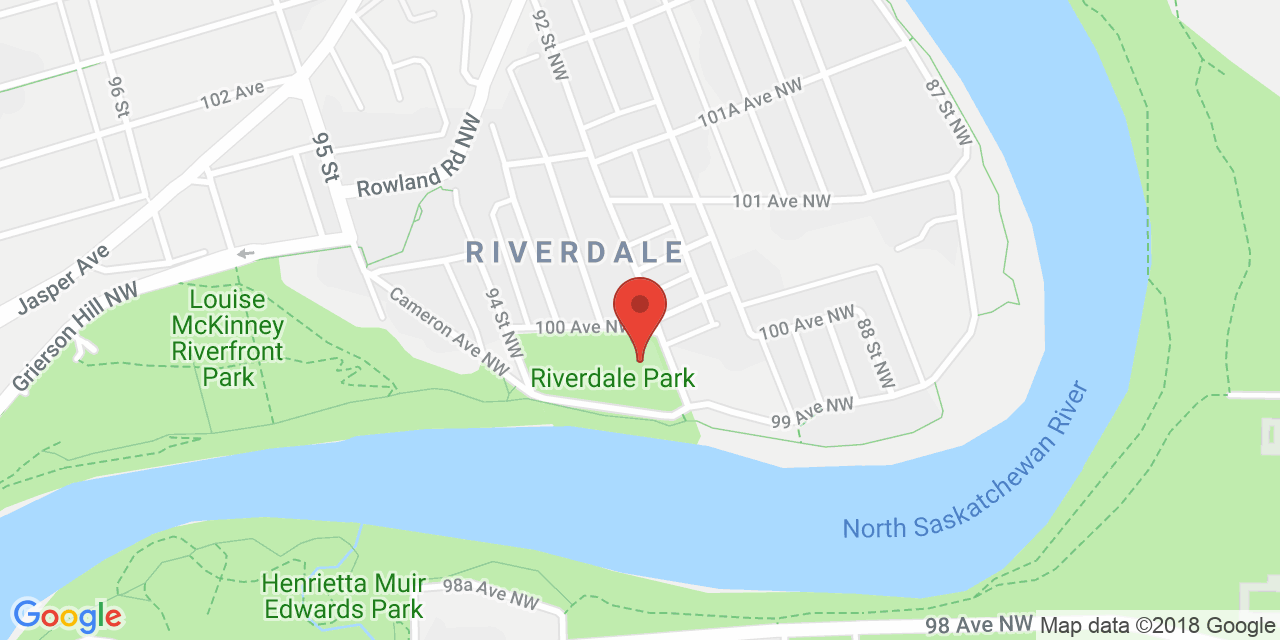 92 St NW
96 St
102 Ave
101A Ave NW
87 St NW
95 St
Rowland Rd NW
101 Ave NW
RIVERDALE
Jasper Ave
Grierson Hill NW
Louise
McKinney
Riverfront
Park
Cameron Ave NW
94 St NW
100 Ave NW
100 Ave NW
88 St NW
Riverdale Park
99 Ave NW
North Saskatchewan River
Henrietta Muir
Edwards Park
98a Ave NW
98 Ave NW
Google
Map data ©2018 Google